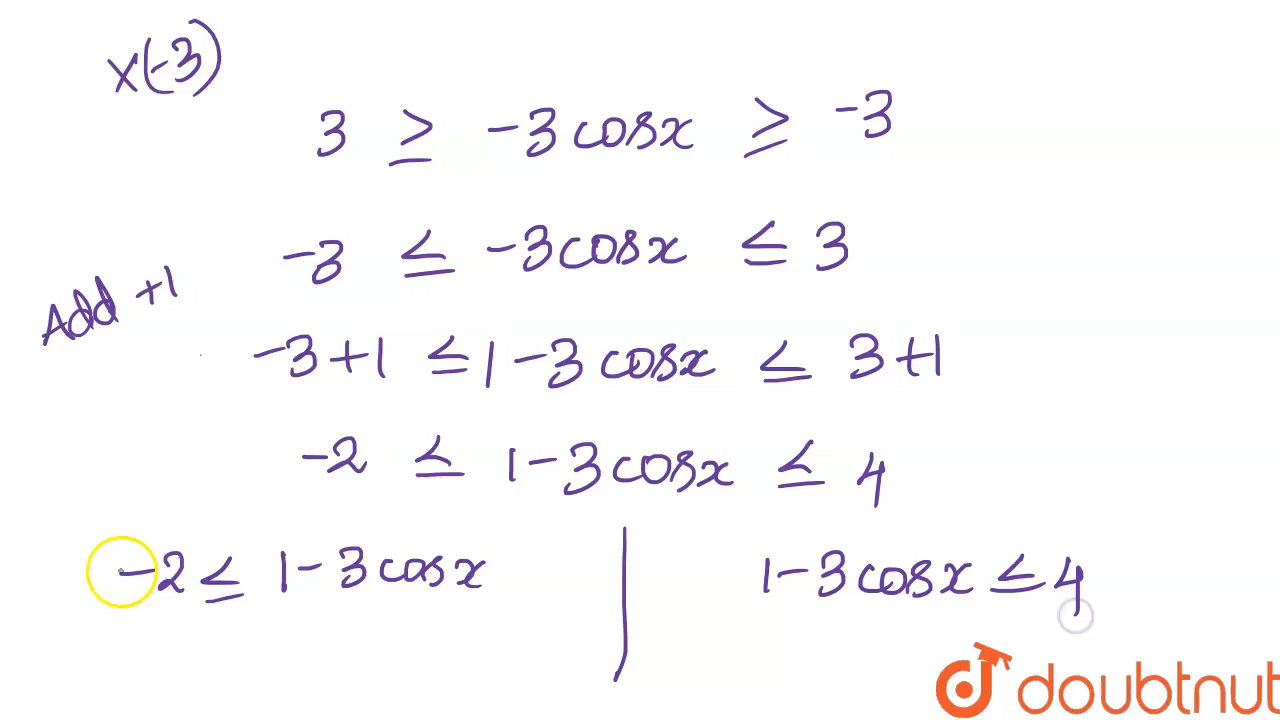 x(-3)
3 ≥ -3cosx ≥ -3
-3 ≤ -3cosx ≤ 3
Add +1
-3+1 ≤ 1-3cosx ≤ 3+1
-2 ≤ 1-3cosx ≤ 4
-2 ≤ 1-3cosx | 1-3cosx ≤ 4
doubtnut